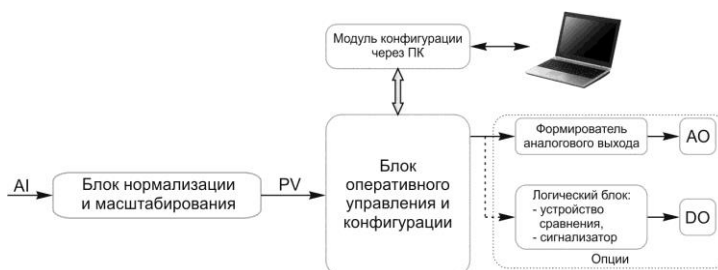 Модуль конфигурации
через ПК
Формирователь
аналогового выхода
AO
AI
Блок нормализации
и масштабирования
PV
Блок
оперативного
управления и
конфигурации
Логический блок:
- устройство
сравнения,
- сигнализатор
DO
Опции